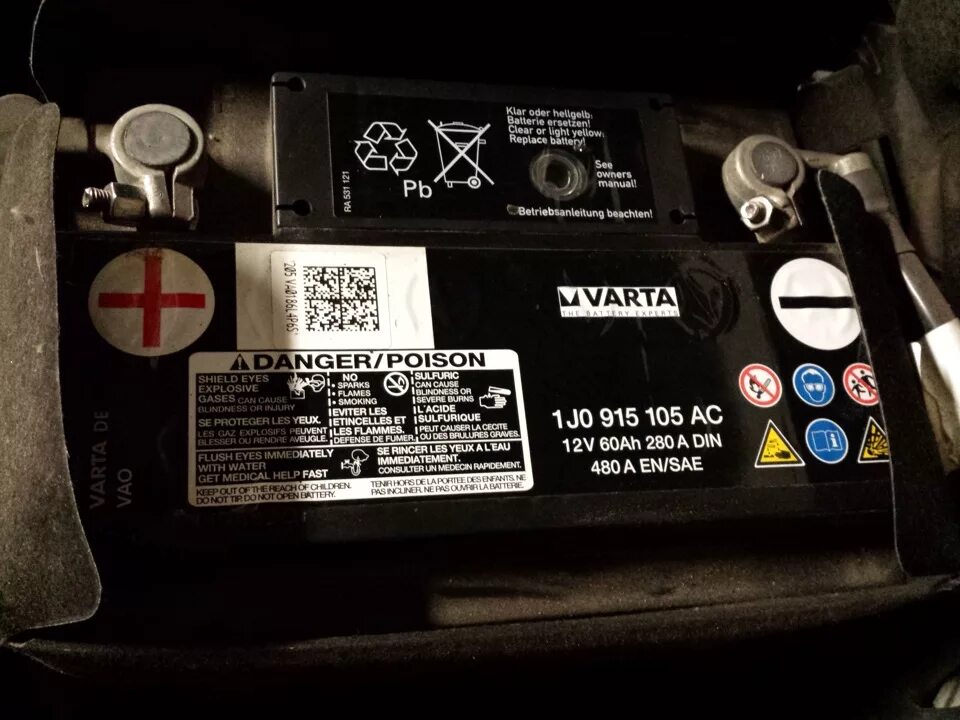 Klar oder hellgelb:
Batterie ersetzen!
Clear or light yellow:
Replace battery!
See
owners
manual!
Pb
RA 531 121
Betriebsanleitung beachten!
VARTA
THE BATTERY EXPERTS
DANGER/POISON
SHIELD EYES
EXPLOSIVE
GASES CAN CAUSE
BLINDNESS OR INJURY
NO
• SPARKS
• FLAMES
• SMOKING
SULFURIC
CAN CAUSE
BLINDNESS OR
SEVERE BURNS
SE PROTEGER LES YEUX.
LES GAZ EXPLOSIFS PEUVENT
BLESSER OU RENDRE AVEUGLE.
EVITER LES
ETINCELLES ET
LES FLAMMES.
DEFENSE DE FUMER.
L'ACIDE
SULFURIQUE
PEUT CAUSER LA CECITE
OU DES BRULURES GRAVES.
FLUSH EYES IMMEDIATELY
WITH WATER
GET MEDICAL HELP FAST
SE RINCER LES YEUX A L'EAU
IMMEDIATEMENT.
CONSULTER UN MEDECIN RAPIDEMENT.
KEEP OUT OF THE REACH OF CHILDREN.
DO NOT TIP. DO NOT OPEN BATTERY.
TENIR HORS DE LA PORTEE DES ENFANTS. NE
PAS INCLINER. NE PAS OUVRIR LA BATTERIE.
1J0 915 105 AC
12V 60Ah 280 A DIN
480 A EN/SAE
VARTA DE
VAO